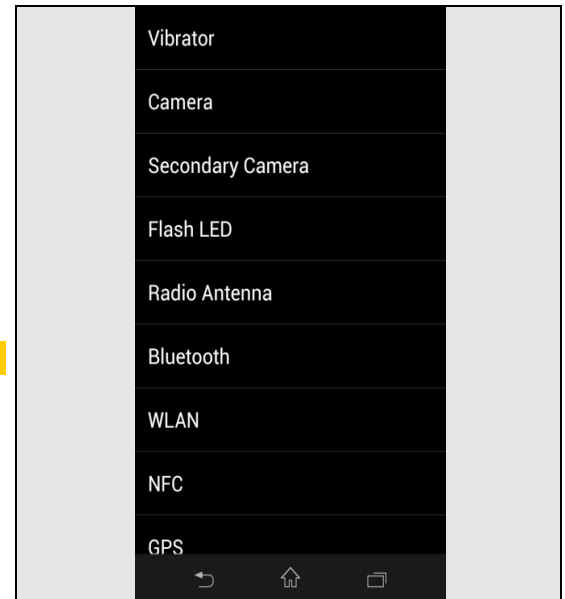 Vibrator
Camera
Secondary Camera
Flash LED
Radio Antenna
Bluetooth
WLAN
NFC
GPS